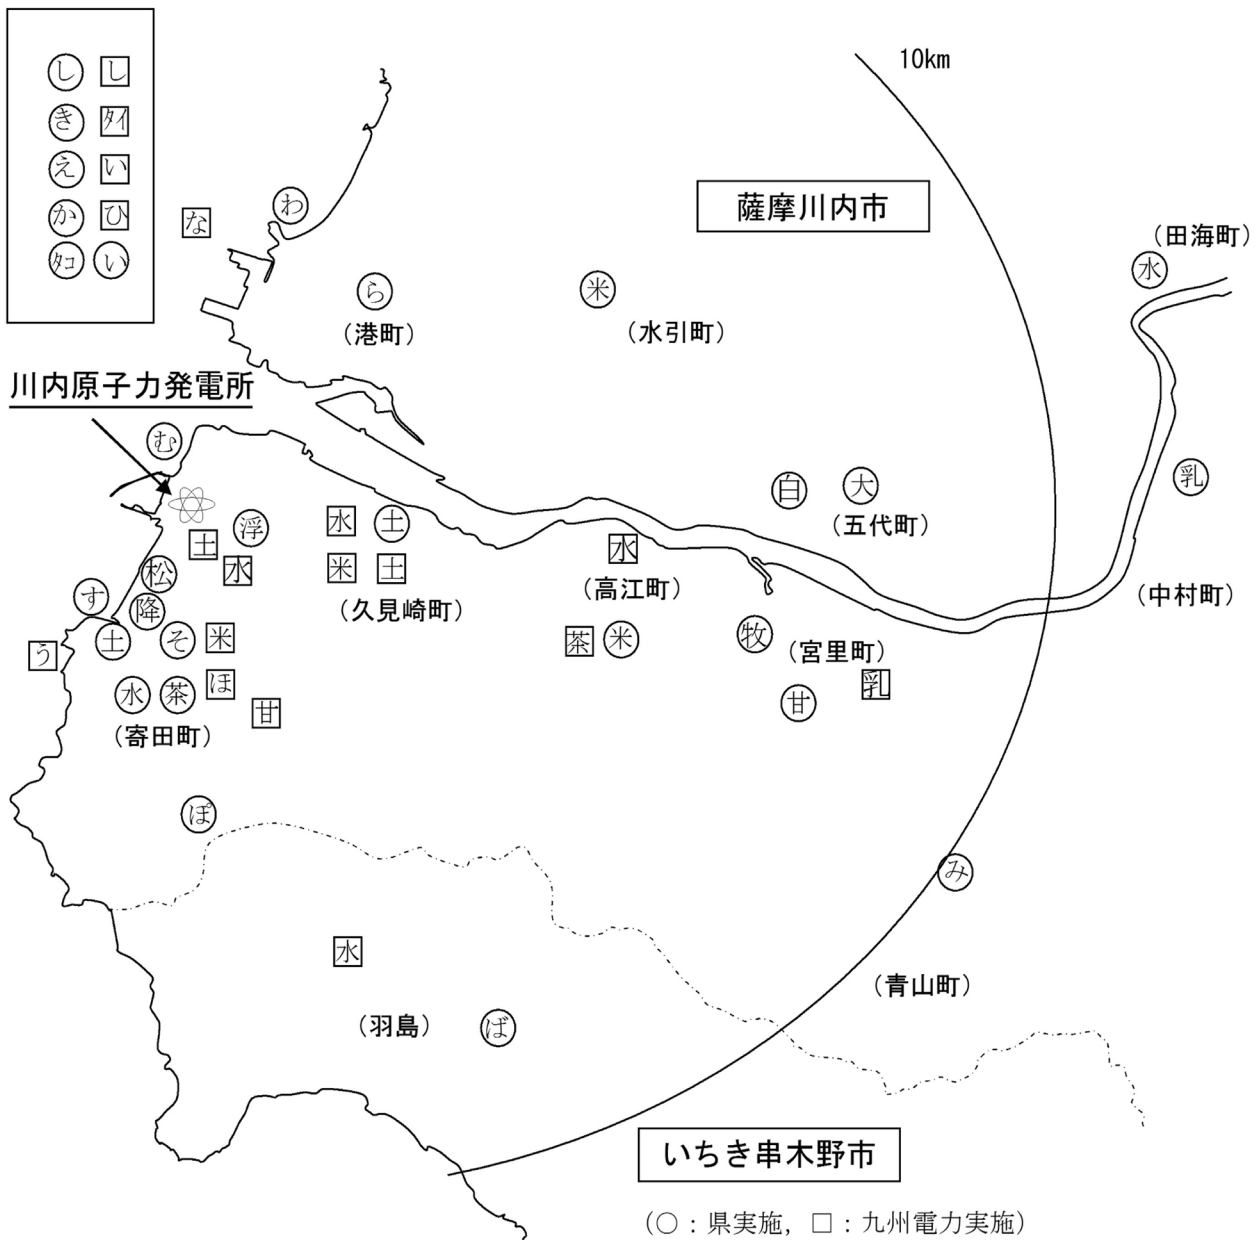 10km
し し
き ﾀｲ
え い
か ひ
ﾀｺ い
な
わ
薩摩川内市
(田海町)
水
ら
(港町)
米
(水引町)
川内原子力発電所
む
白 大
(五代町)
乳
浮
土
水
水 土
米 土
(久見崎町)
水
(高江町)
(中村町)
松
す
降
土
そ 米
う
茶 米
牧
(宮里町)
乳
甘
水 茶 ほ
甘
(寄田町)
ぽ
み
水
(羽島)
ば
(青山町)
いちき串木野市
(○：県実施, □：九州電力実施)